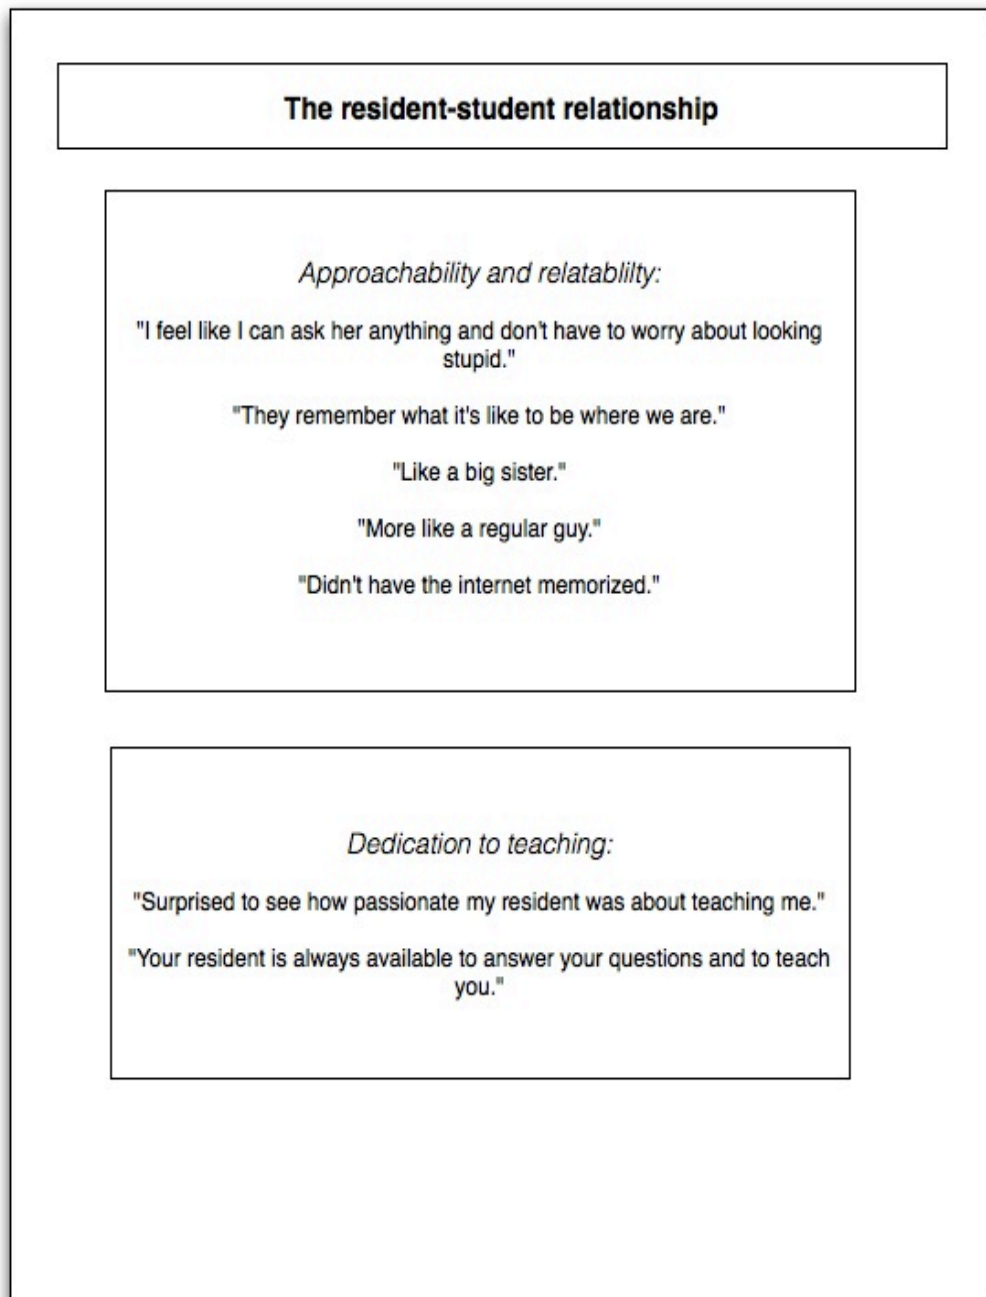 The resident-student relationship
Approachability and relatablilty:
"I feel like I can ask her anything and don't have to worry about looking
stupid."
"They remember what it's like to be where we are."
"Like a big sister."
"More like a regular guy."
"Didn't have the internet memorized."
Dedication to teaching:
"Surprised to see how passionate my resident was about teaching me."
"Your resident is always available to answer your questions and to teach
you."